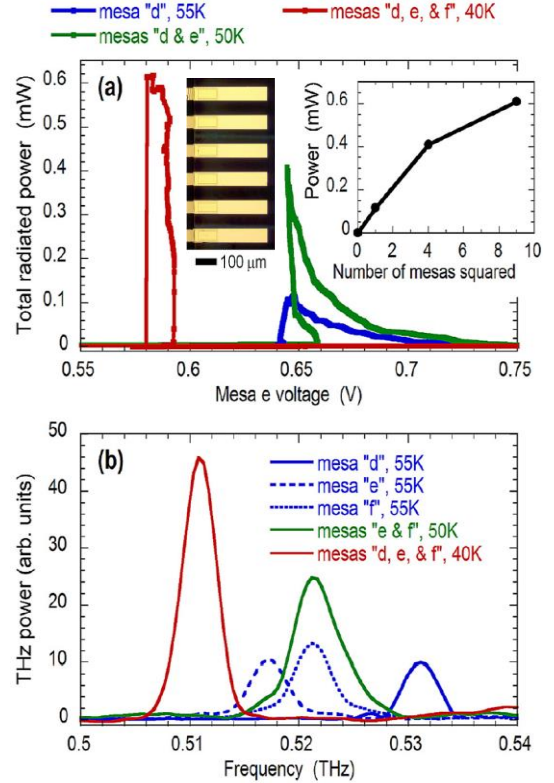 mesa "d", 55K
mesas "d, e, & f", 40K
mesas "d & e", 50K
(a)
Total radiated power (mW)
0.6
0.5
0.4
0.3
0.2
0.1
0
0.55
0.6
0.65
0.7
0.75
Mesa e voltage (V)
100 µm
Power (mW)
0.6
0.4
0.2
0
0
2
4
6
8
10
Number of mesas squared
(b)
THz power (arb. units)
50
40
30
20
10
0
mesa "d", 55K
mesa "e", 55K
mesa "f", 55K
mesas "e & f", 50K
mesas "d, e, & f", 40K
0.5
0.51
0.52
0.53
0.54
Frequency (THz)